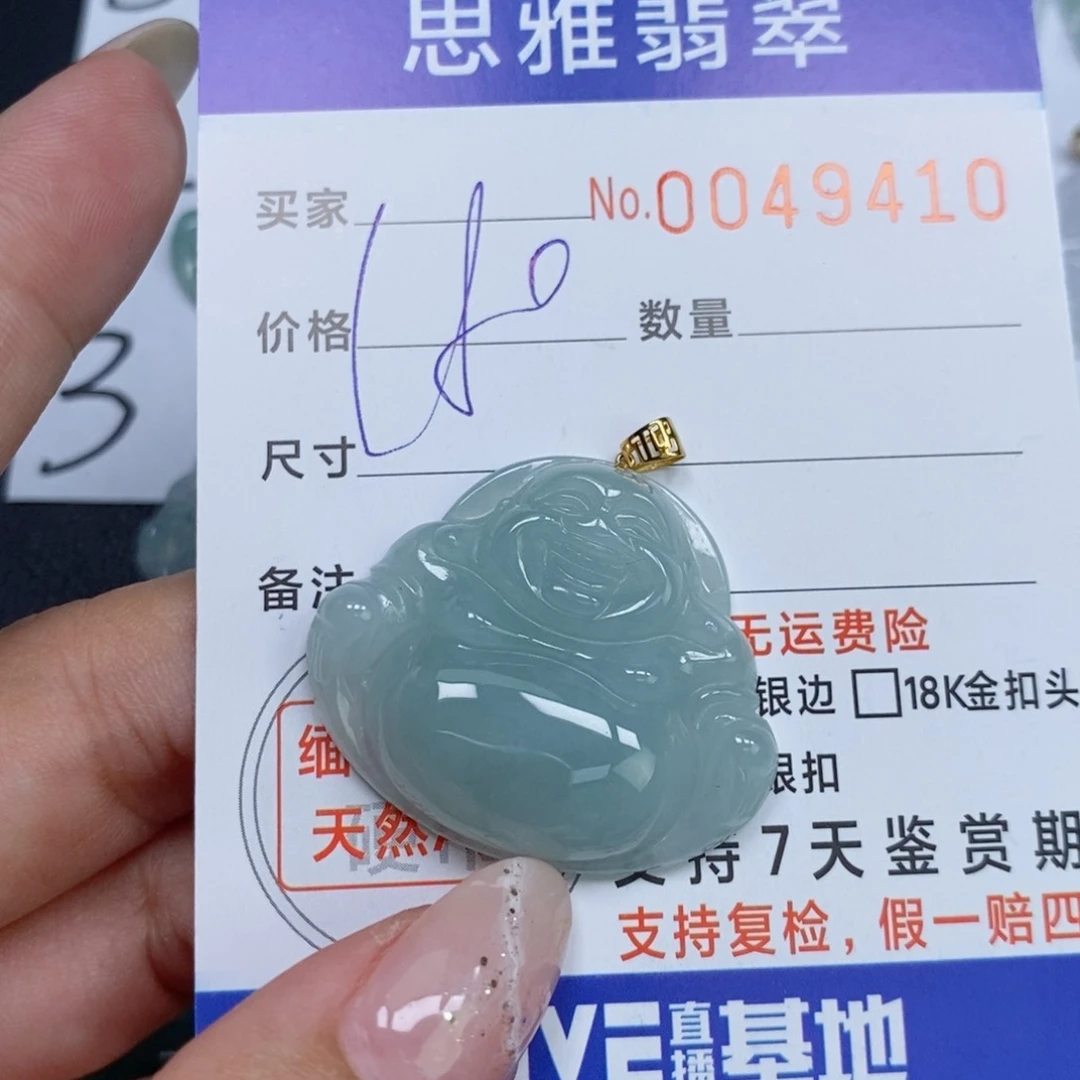 思雅翡翠
买家 No.0049410
价格 数量
尺寸
3
备注
无运费险
银边 □18K金扣头
缅
银扣
天然
支持7天鉴赏期
支持复检，假一赔四
直播基地